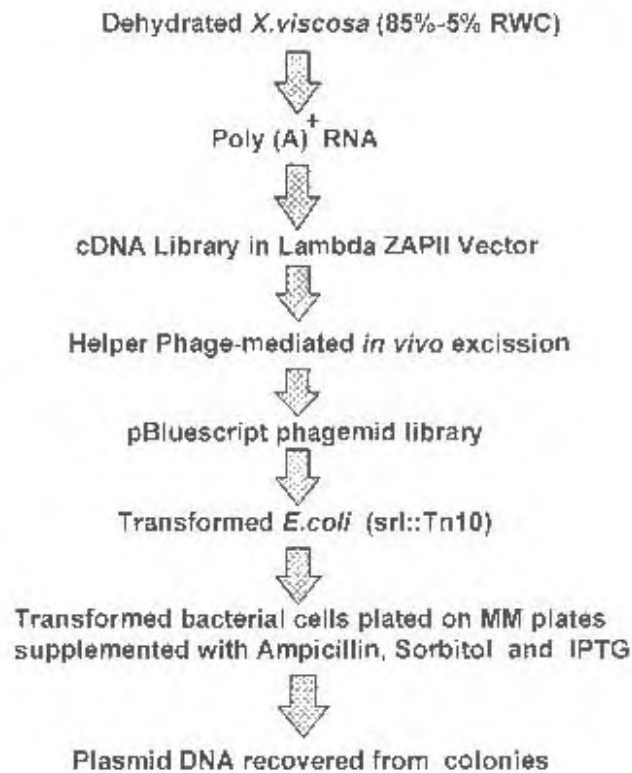 Dehydrated X.viscosa (85%-5% RWC)
Poly (A)+ RNA
cDNA Library in Lambda ZAPII Vector
Helper Phage-mediated in vivo excission
pBluescript phagemid library
Transformed E.coli (srl::Tn10)
Transformed bacterial cells plated on MM plates
supplemented with Ampicillin, Sorbitol and IPTG
Plasmid DNA recovered from colonies